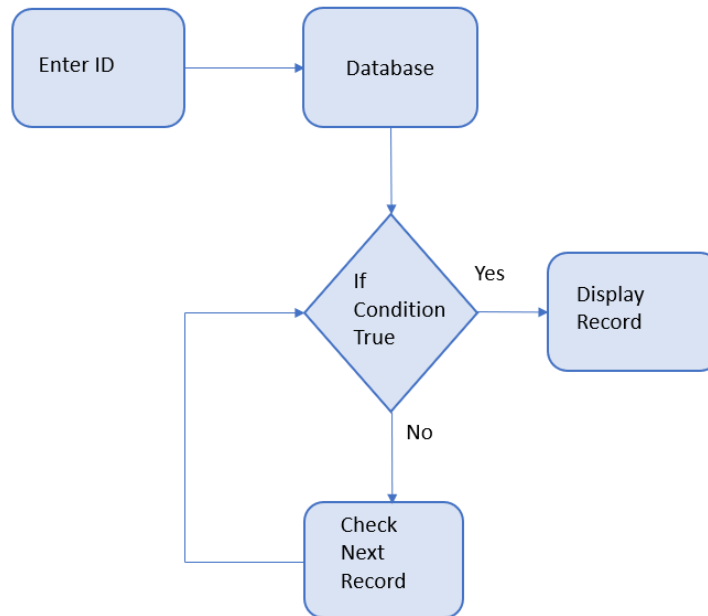 Enter ID
Database
If
Condition
True
Yes
Display
Record
No
Check
Next
Record